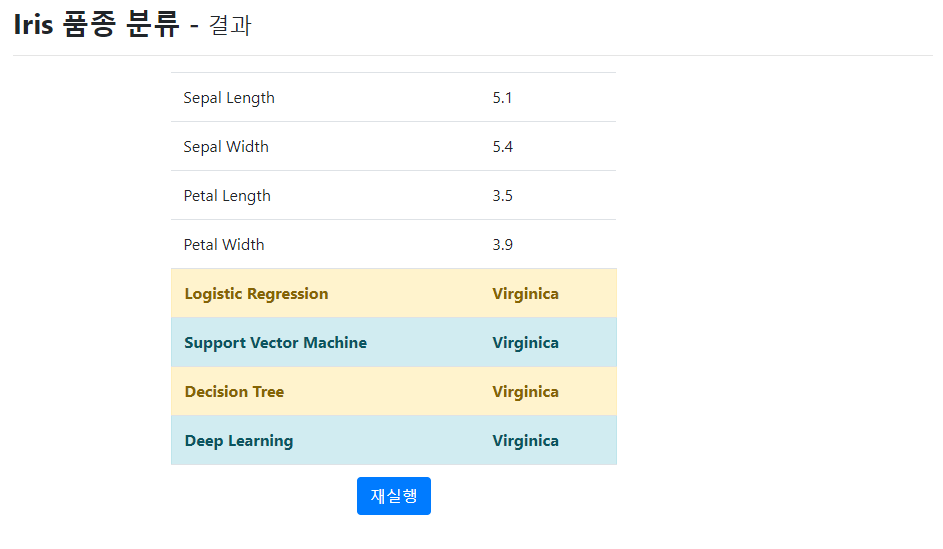 Iris 품종 분류 - 결과
Sepal Length 5.1
Sepal Width 5.4
Petal Length 3.5
Petal Width 3.9
Logistic Regression Virginica
Support Vector Machine Virginica
Decision Tree Virginica
Deep Learning Virginica
재실행